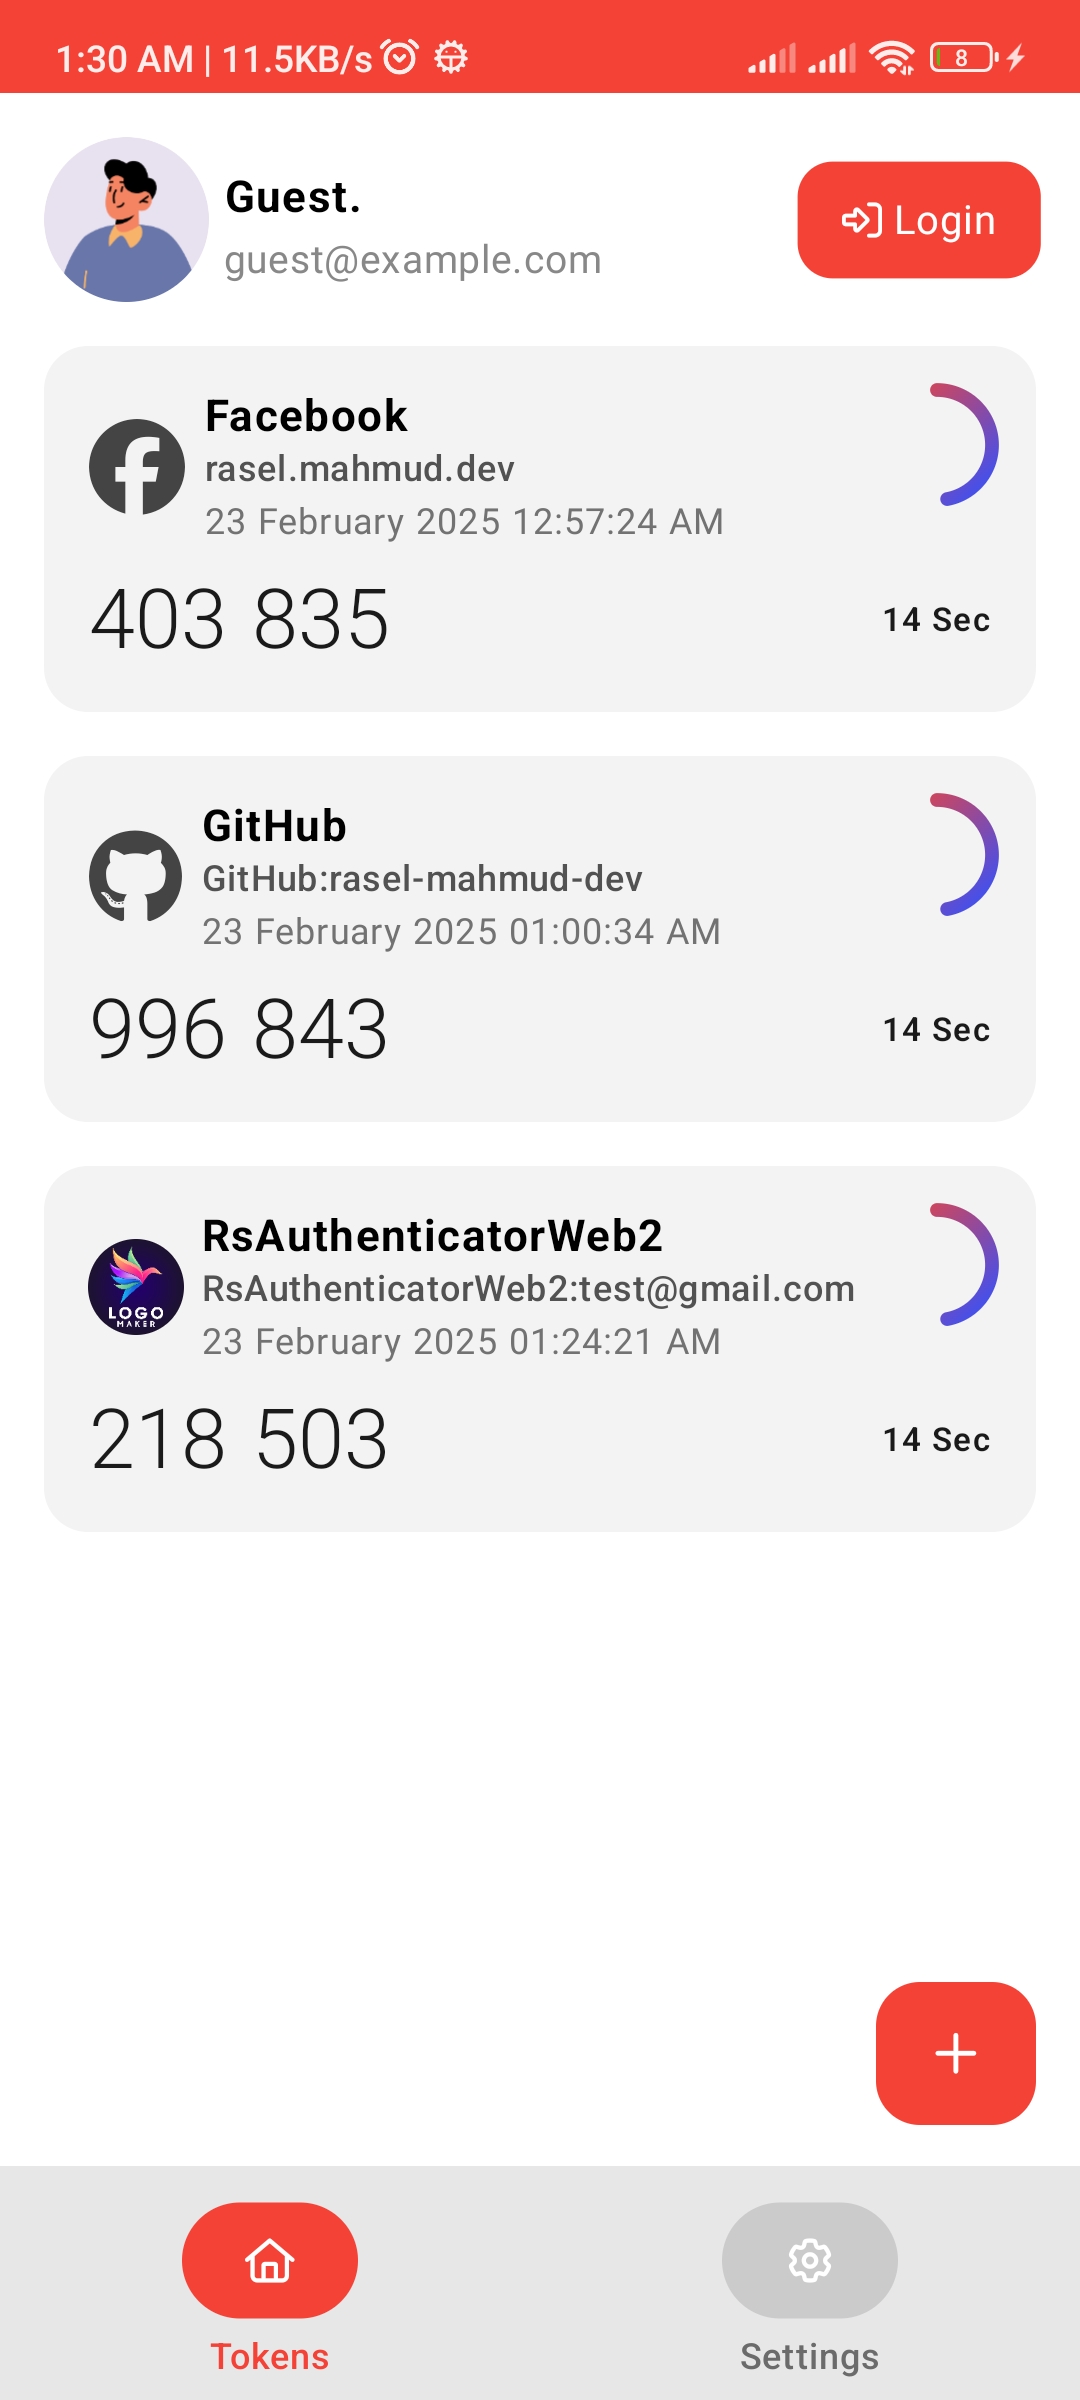 1:30 AM | 11.5KB/s
8
Guest.
guest@example.com
Login
Facebook
rasel.mahmud.dev
23 February 2025 12:57:24 AM
403 835
14 Sec
GitHub
GitHub:rasel-mahmud-dev
23 February 2025 01:00:34 AM
996 843
14 Sec
LOGO
MAKER
RsAuthenticatorWeb2
RsAuthenticatorWeb2:test@gmail.com
23 February 2025 01:24:21 AM
218 503
14 Sec
Tokens
Settings